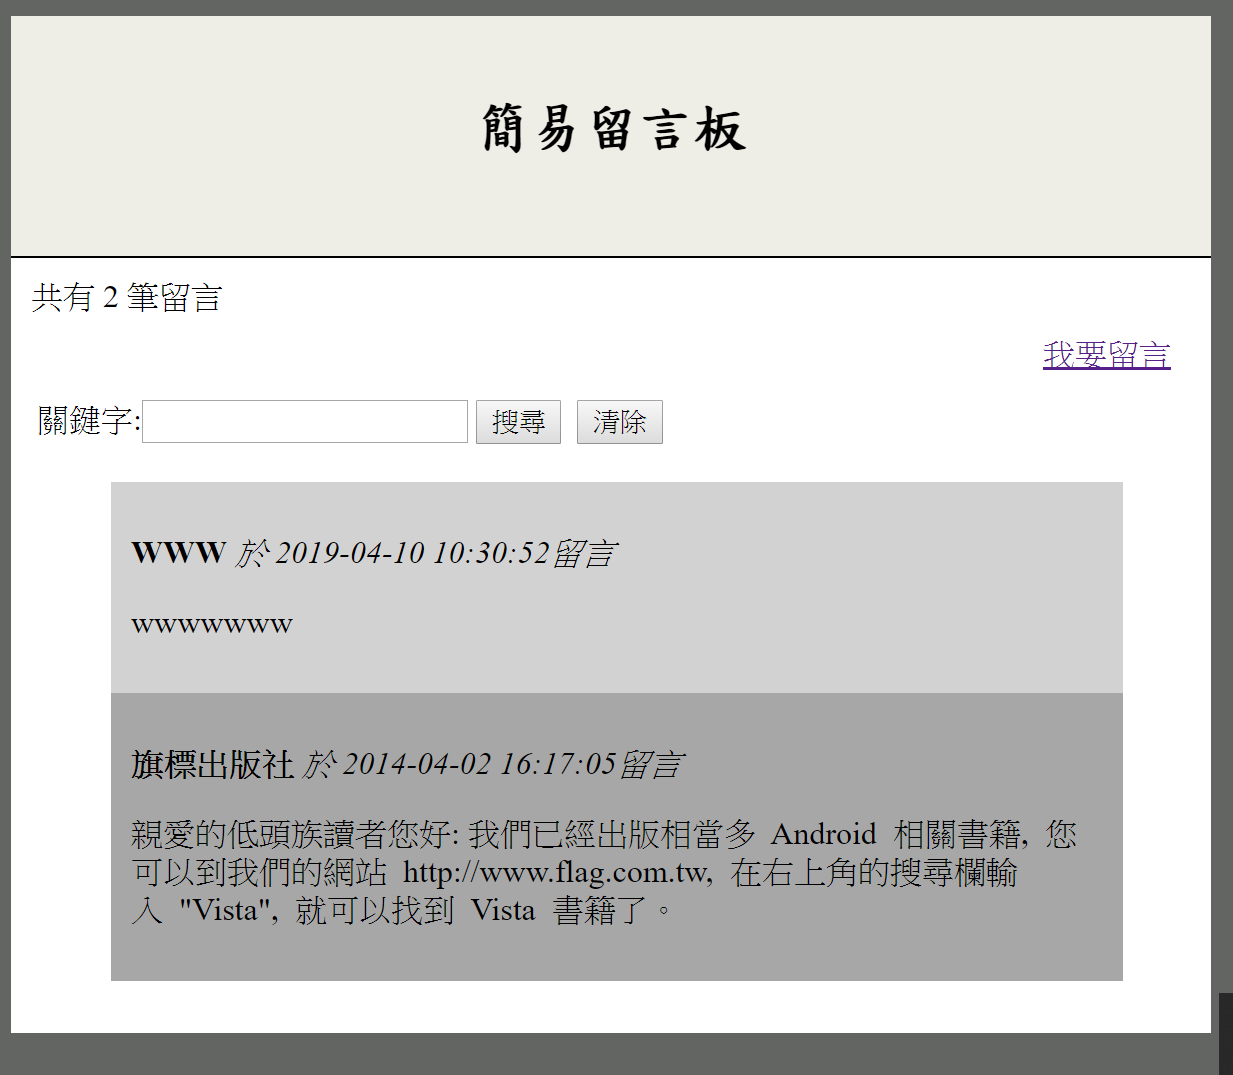 簡易留言板
共有 2 筆留言
我要留言
關鍵字: 搜尋 清除
WWW 於 2019-04-10 10:30:52留言
wwwwwww
旗標出版社 於 2014-04-02 16:17:05留言
親愛的低頭族讀者您好: 我們已經出版相當多 Android 相關書籍, 您
可以到我們的網站 http://www.flag.com.tw, 在右上角的搜尋欄輸
入 "Vista", 就可以找到 Vista 書籍了。